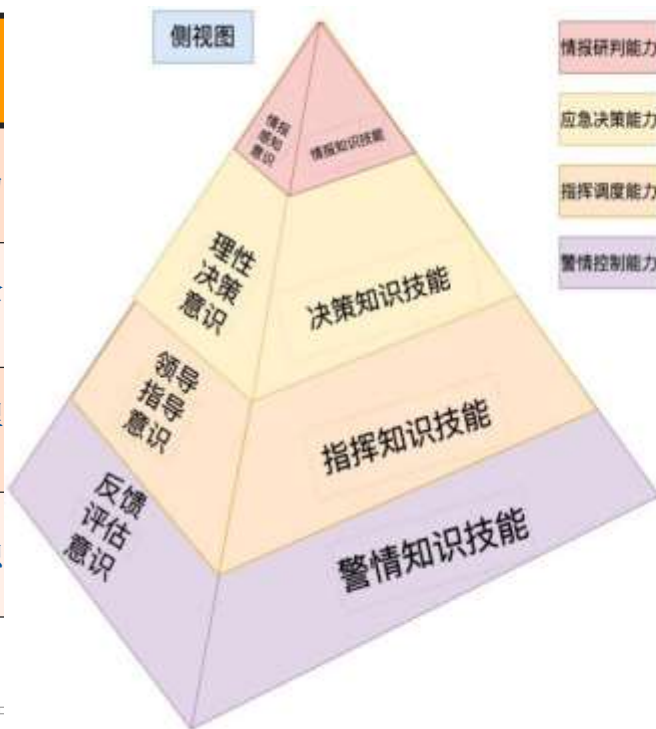 侧视图
情报研判能力
应急决策能力
指挥调度能力
警情控制能力
情报
感知
意识
情报知识技能
理性
决策
意识
决策知识技能
领导
指导
意识
指挥知识技能
反馈
评估
意识
警情知识技能